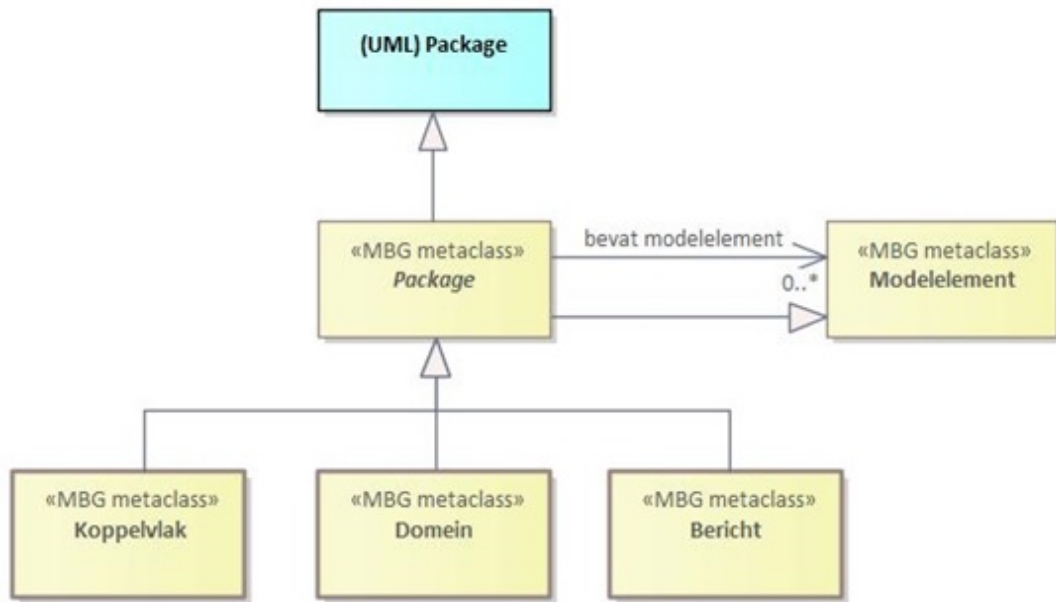 (UML) Package
«MBG metaclass»
Package
bevat modelelement
0..*
«MBG metaclass»
Modelelement
«MBG metaclass»
Koppelvlak
«MBG metaclass»
Domein
«MBG metaclass»
Bericht